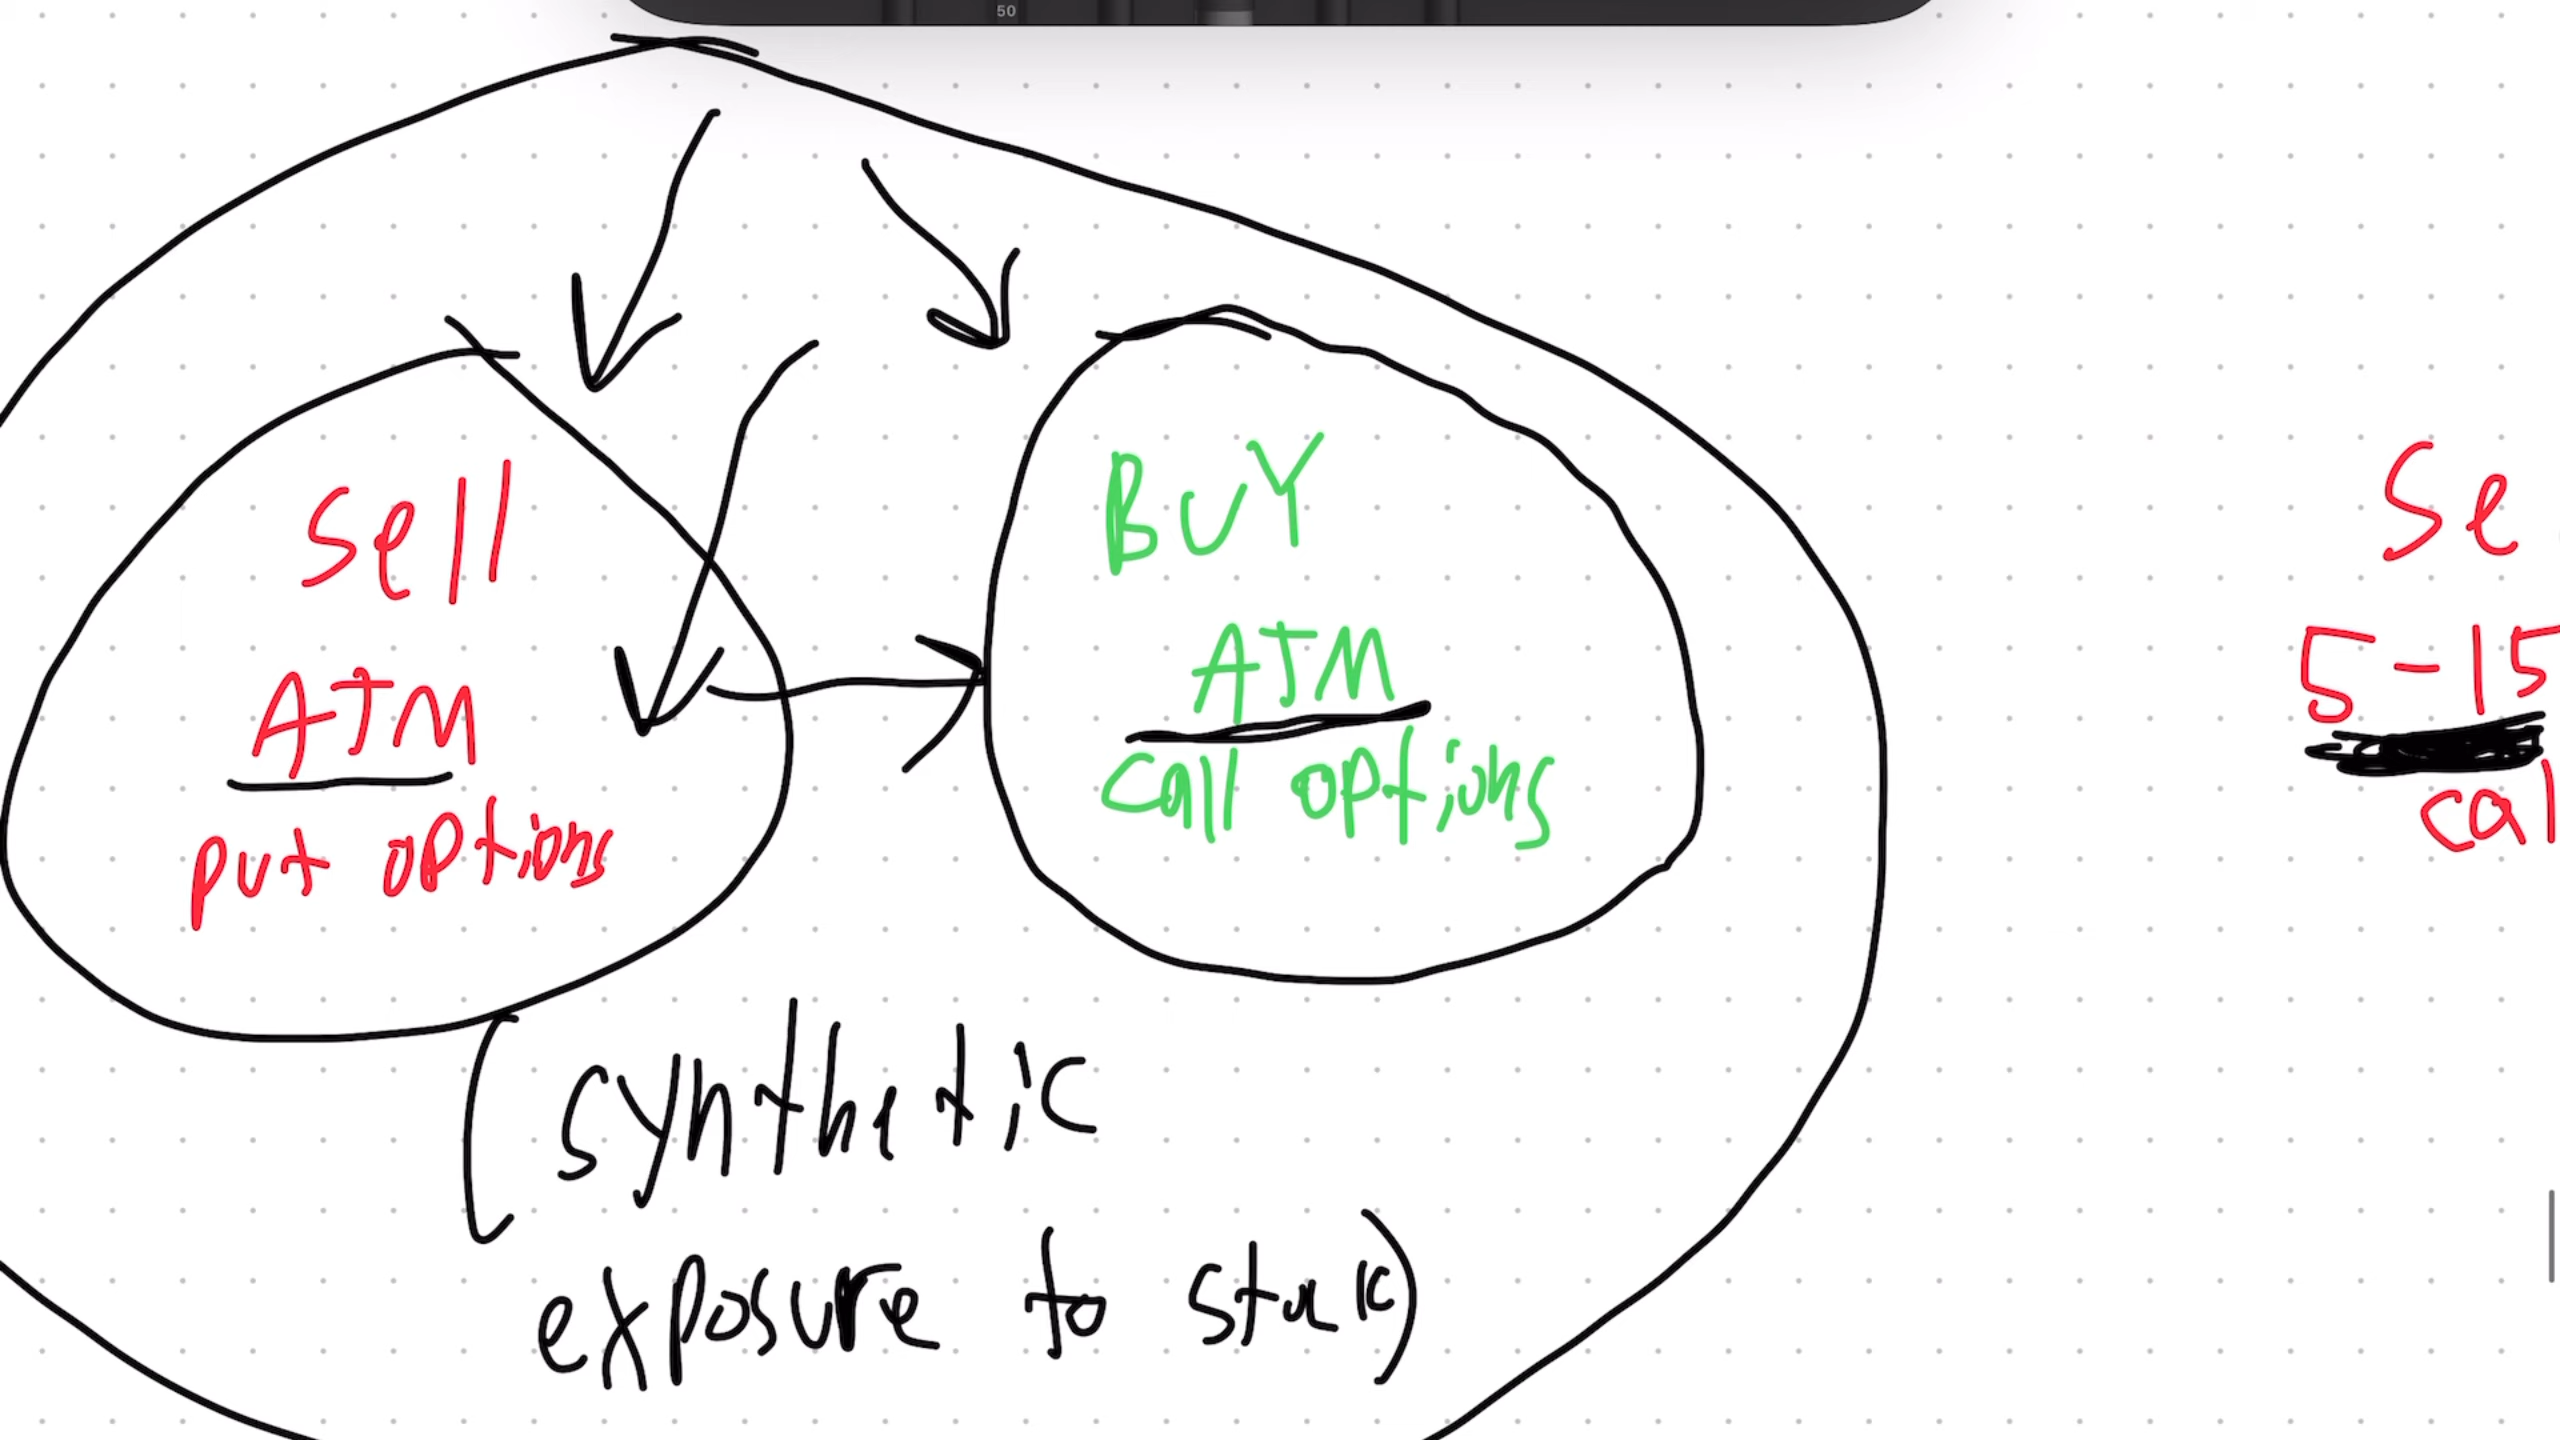 50
Sell
ATM
put options
BUY
ATM
call options
(synthetic
exposure to stock)
Se
5-15
cal